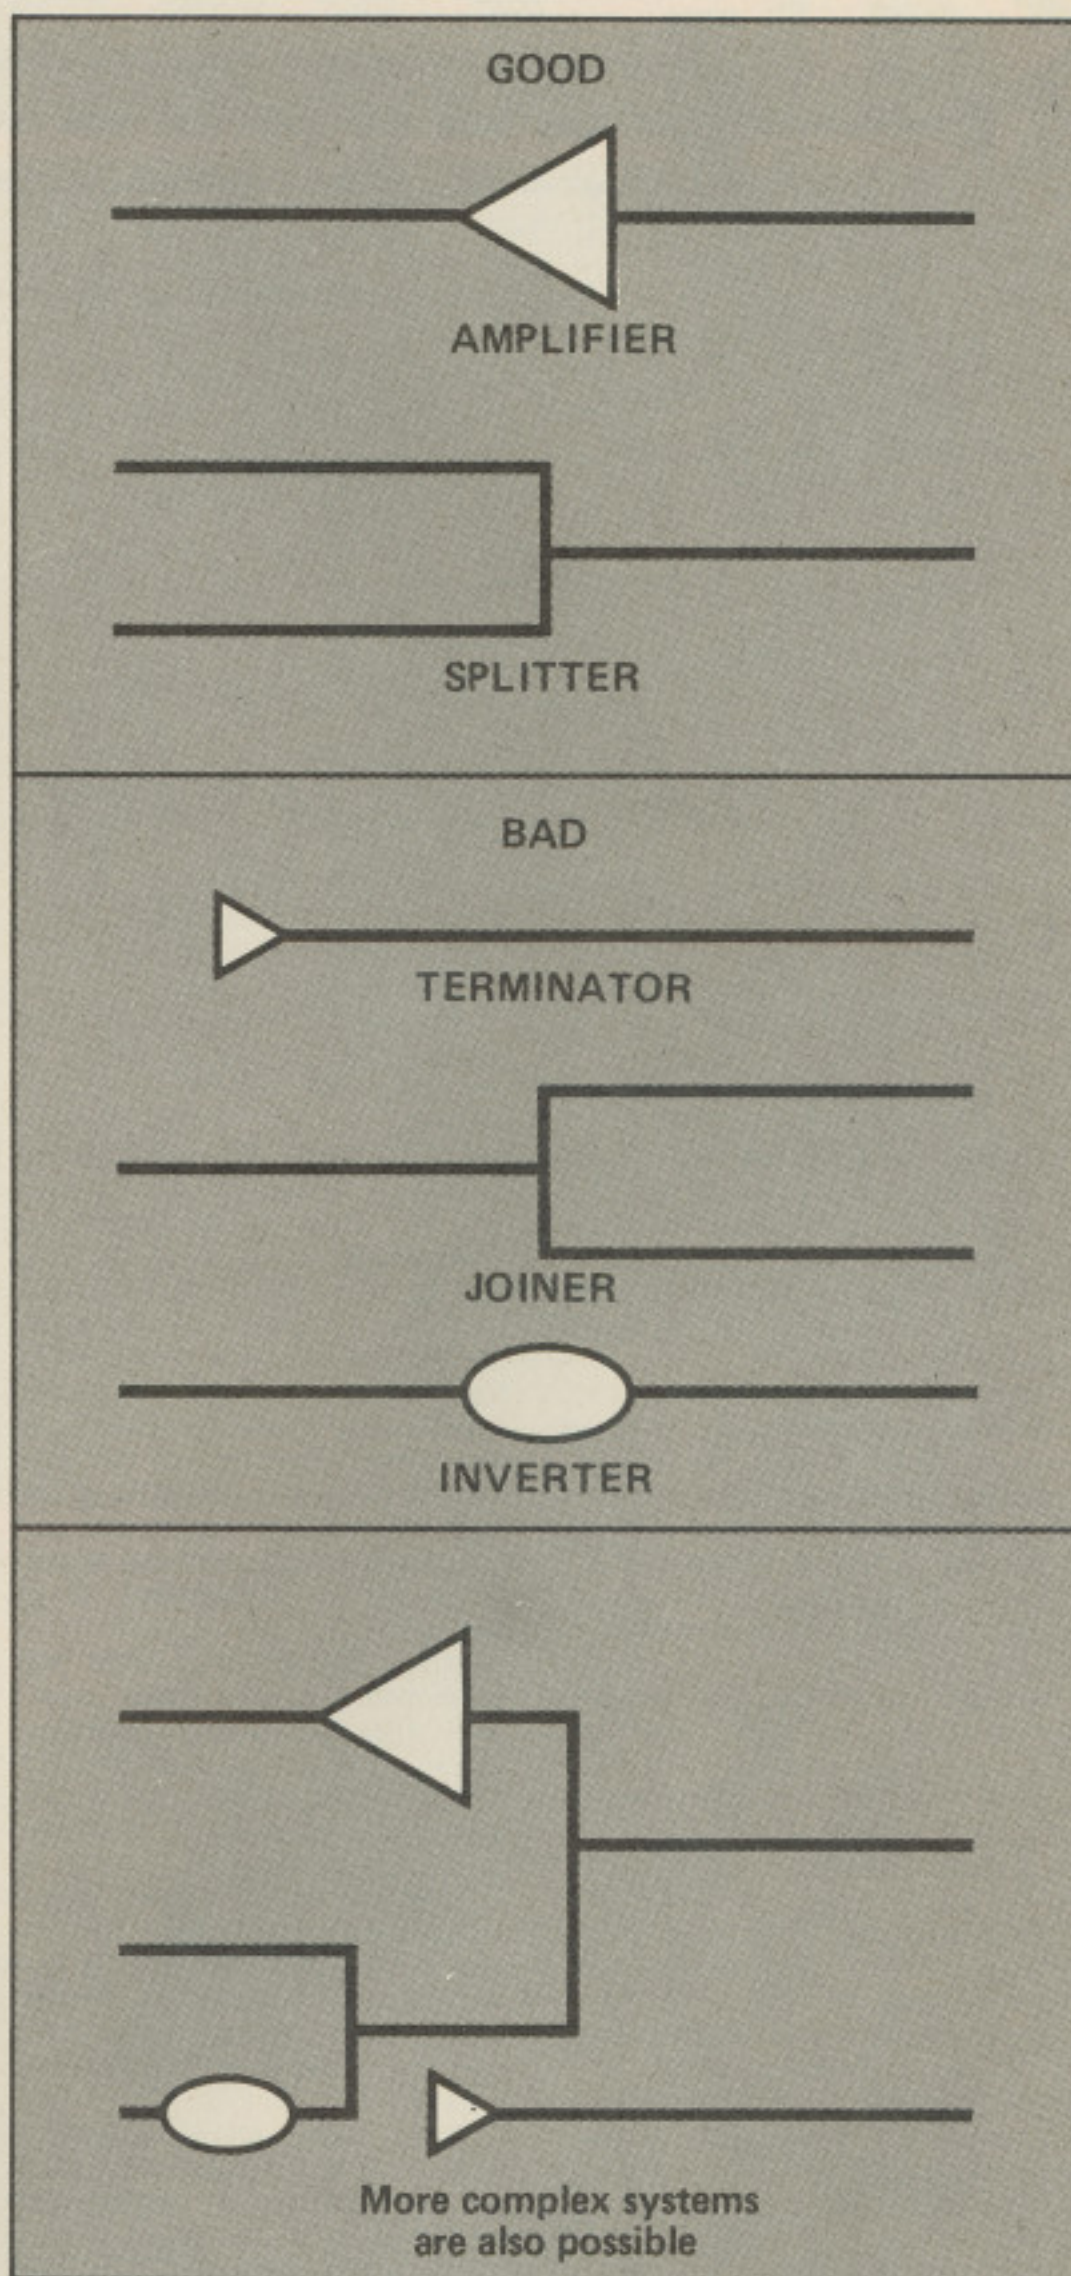 GOOD
AMPLIFIER
SPLITTER
BAD
TERMINATOR
JOINER
INVERTER
More complex systems
are also possible